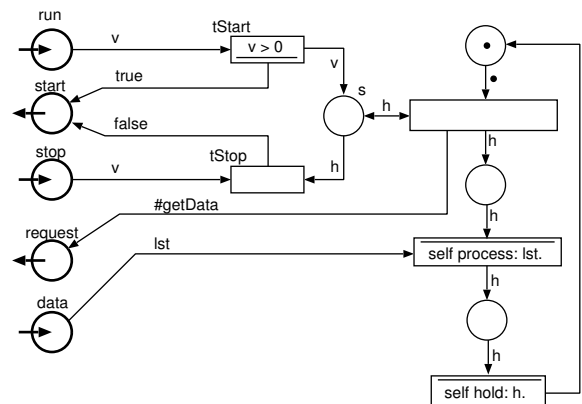 run
v
tStart
v > 0
v
true
start
false
s
h
•
h
stop
v
tStop
h
#getData
h
request
lst
self process: lst.
h
data
h
self hold: h.